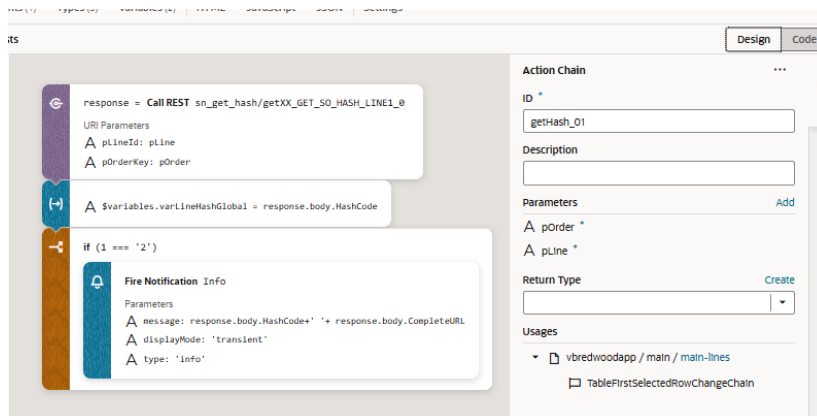 Settings
sts
Design
Code
Action Chain
...
ID *
getHash_01
Description
Parameters
Add
A pOrder *
A pLine *
Return Type
Create
Usages
vbredwoodapp / main / main-lines
TableFirstSelectedRowChangeChain
response = Call REST sn_get_hash/getXX_GET_SO_HASH_LINE1_0
URI Parameters
A pLineId: pLine
A pOrderKey: pOrder
A $variables.varLineHashGlobal = response.body.HashCode
if (1 === '2')
Fire Notification Info
Parameters
A message: response.body.HashCode+' '+ response.body.CompleteURL
A displayMode: 'transient'
A type: 'info'